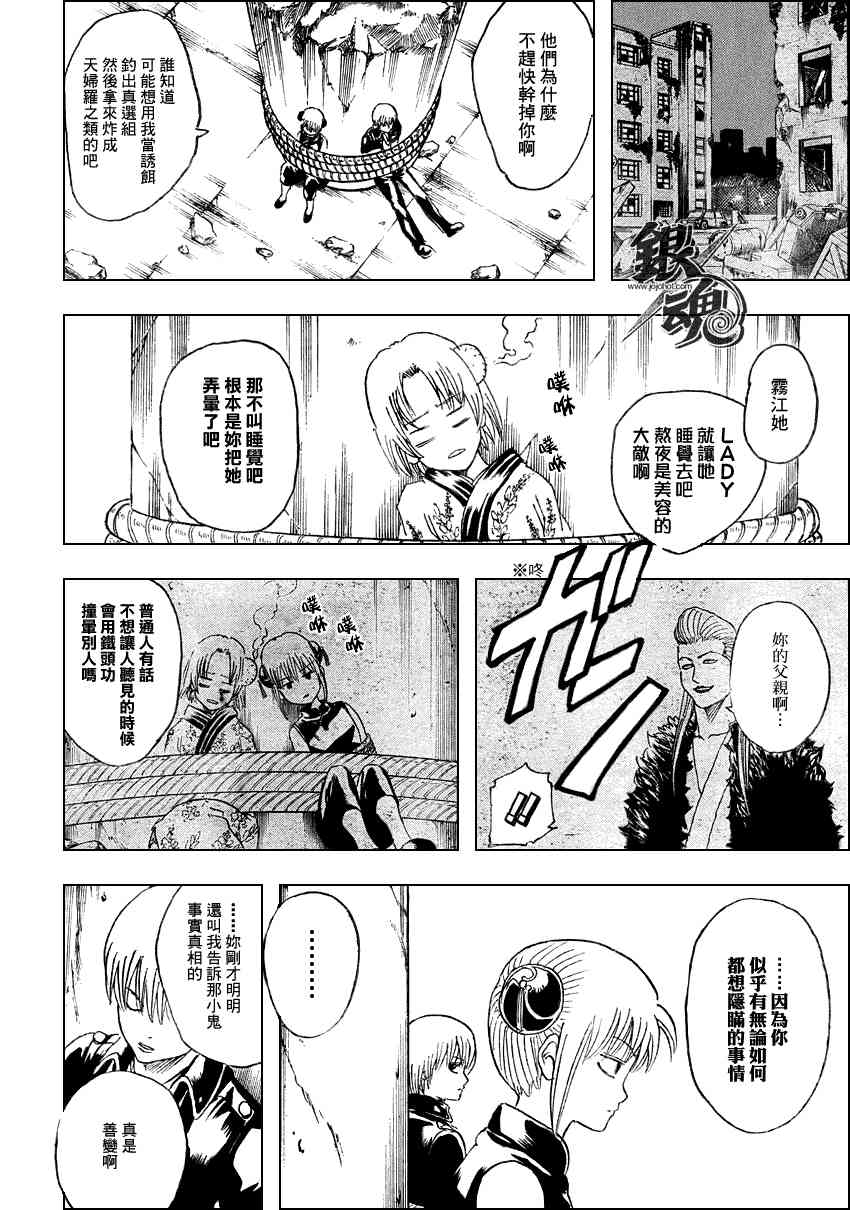 他們為什麼
不趕快幹掉
你啊
誰知道
可能想用我當誘餌
釣出真選組
然後拿來炸成
天婦羅之類的吧
銀魂
www.jojohot.com
霧江她
LADY
就讓她
睡覺去吧
熬夜是美容的
大敵啊
噗咻
噗咻
那不叫睡覺吧
根本是妳把她
弄暈了吧
妳的父親啊…
※咚
ガン
!!!
噗咻
噗咻
普通人有話
不想讓人聽見的時候
會用鐵頭功
撞暈別人嗎
……因為你
似乎有無論如何
都想隱瞞的事情
………
……妳剛才明明
還叫我告訴那小鬼
事實真相的
真是
善變啊